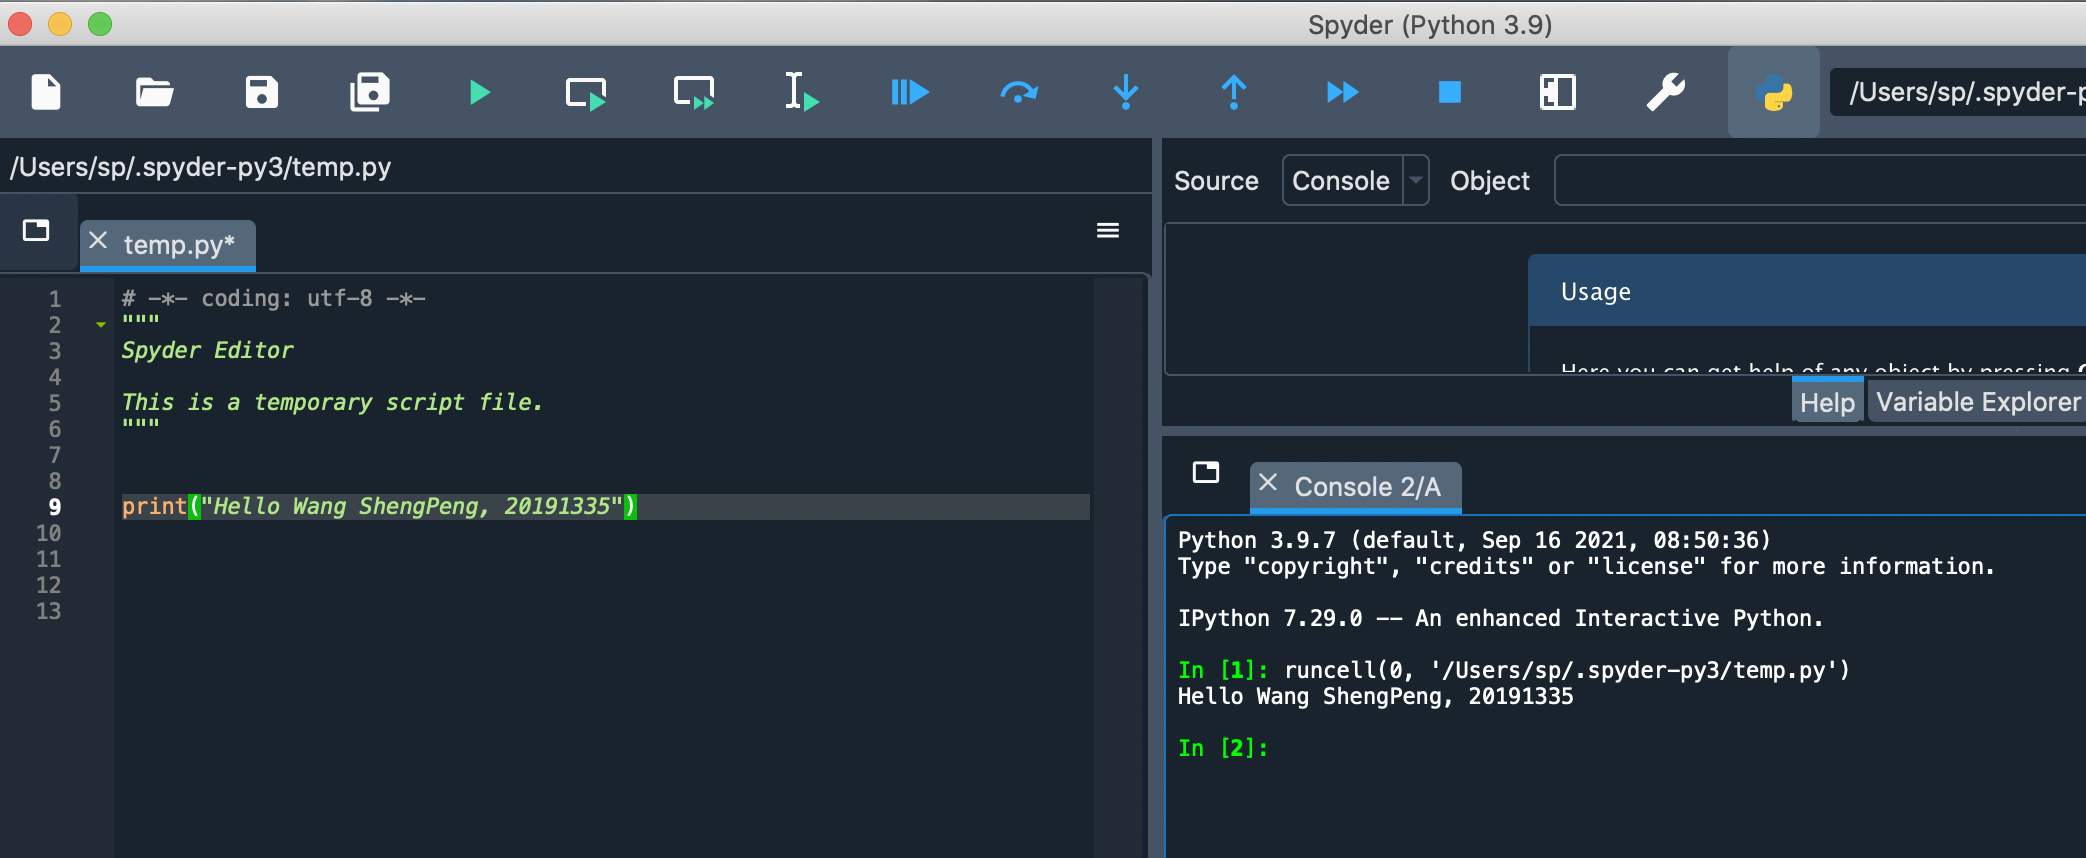 Spyder (Python 3.9)
/Users/sp/.spyder-p
/Users/sp/.spyder-py3/temp.py
temp.py*
1 # -*- coding: utf-8 -*-
2 """
3 Spyder Editor
4
5 This is a temporary script file.
6 """
7
8
9 print("Hello Wang ShengPeng, 20191335")
10
11
12
13
Source Console Object
Usage
Here you can get help of any object by pressing
Help Variable Explorer
Console 2/A
Python 3.9.7 (default, Sep 16 2021, 08:50:36)
Type "copyright", "credits" or "license" for more information.
IPython 7.29.0 -- An enhanced Interactive Python.
In [1]: runcell(0, '/Users/sp/.spyder-py3/temp.py')
Hello Wang ShengPeng, 20191335
In [2]: